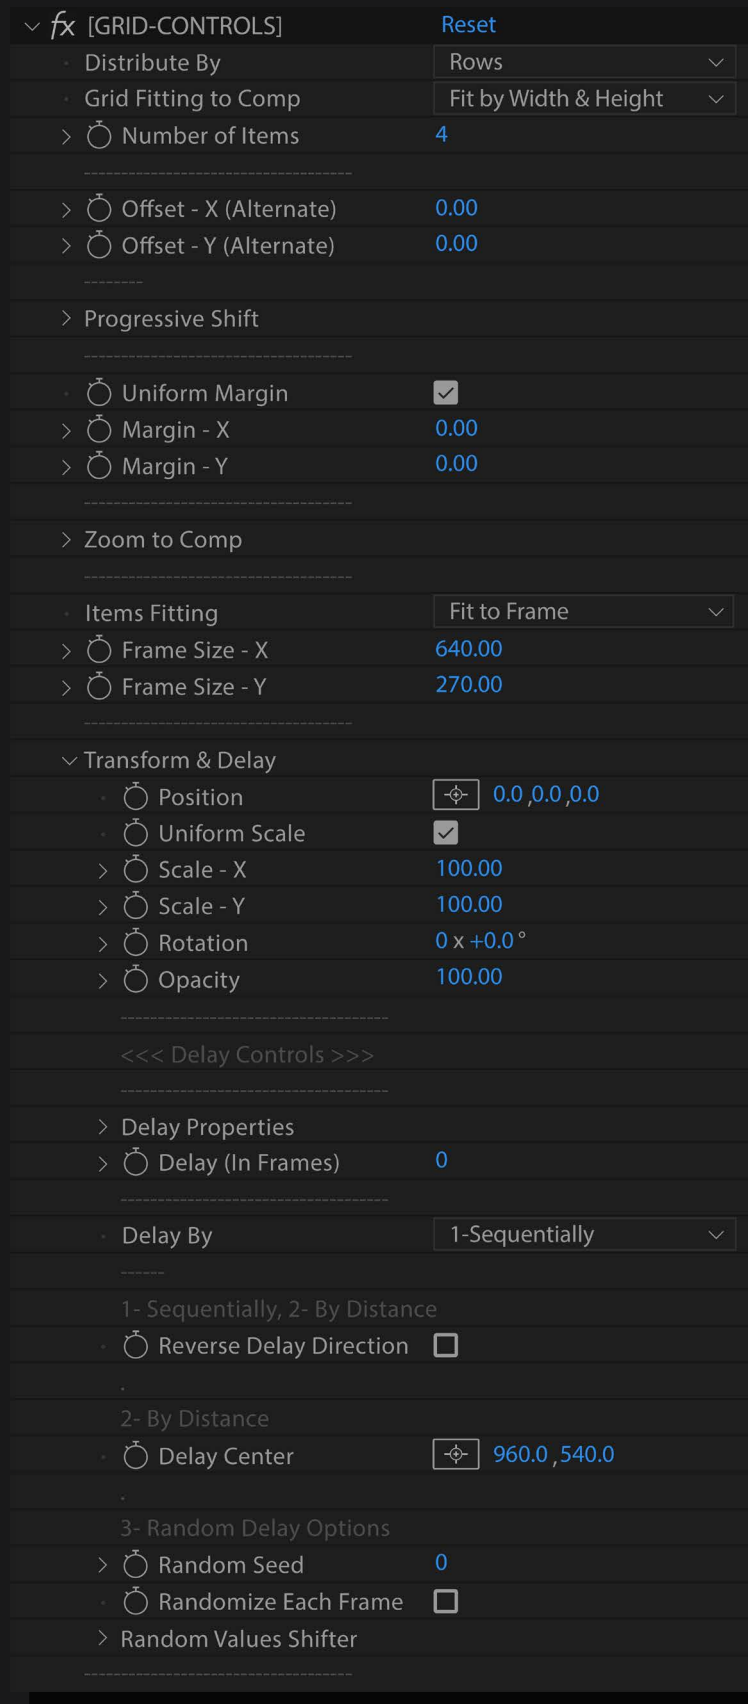 fx [GRID-CONTROLS] Reset
Distribute By Rows
Grid Fitting to Comp Fit by Width & Height
Number of Items 4
------------------------------------
Offset - X (Alternate) 0.00
Offset - Y (Alternate) 0.00
--------
Progressive Shift
------------------------------------
Uniform Margin
Margin - X 0.00
Margin - Y 0.00
------------------------------------
Zoom to Comp
------------------------------------
Items Fitting Fit to Frame
Frame Size - X 640.00
Frame Size - Y 270.00
------------------------------------
Transform & Delay
Position 0.0 ,0.0 ,0.0
Uniform Scale
Scale - X 100.00
Scale - Y 100.00
Rotation 0 x +0.0 °
Opacity 100.00
------------------------------------
<<< Delay Controls >>>
------------------------------------
Delay Properties
Delay (In Frames) 0
------------------------------------
Delay By 1-Sequentially
------
1- Sequentially, 2- By Distance
Reverse Delay Direction
.
2- By Distance
Delay Center 960.0 ,540.0
.
3- Random Delay Options
Random Seed 0
Randomize Each Frame
Random Values Shifter
------------------------------------